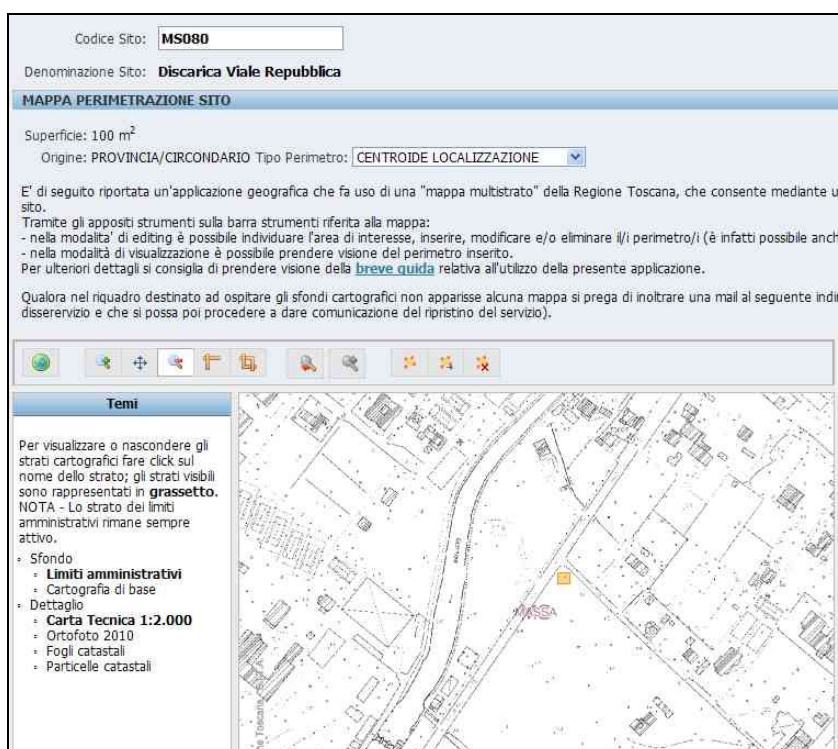 Codice Sito: MS080
Denominazione Sito: Discarica Viale Repubblica
MAPPA PERIMETRAZIONE SITO
Superficie: 100 m2
Origine: PROVINCIA/CIRCONDARIO Tipo Perimetro: CENTROIDE LOCALIZZAZIONE
E' di seguito riportata un'applicazione geografica che fa uso di una "mappa multistrato" della Regione Toscana, che consente mediante u
sito.
Tramite gli appositi strumenti sulla barra strumenti riferita alla mappa:
- nella modalita' di editing è possibile individuare l'area di interesse, inserire, modificare e/o eliminare il/i perimetro/i (è infatti possibile anch
- nella modalità di visualizzazione è possibile prendere visione del perimetro inserito.
Per ulteriori dettagli si consiglia di prendere visione della breve guida relativa all'utilizzo della presente applicazione.
Qualora nel riquadro destinato ad ospitare gli sfondi cartografici non apparisse alcuna mappa si prega di inoltrare una mail al seguente indi
disserervizio e che si possa poi procedere a dare comunicazione del ripristino del servizio).
Temi
Per visualizzare o nascondere gli
strati cartografici fare click sul
nome dello strato; gli strati visibili
sono rappresentati in grassetto.
NOTA - Lo strato dei limiti
amministrativi rimane sempre
attivo.
Sfondo
Limiti amministrativi
Cartografia di base
Dettaglio
Carta Tecnica 1:2.000
Ortofoto 2010
Fogli catastali
Particelle catastali
MASSA